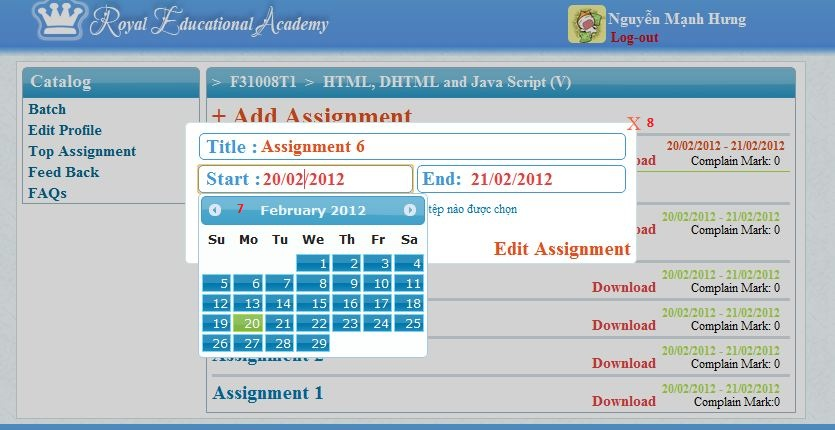 Royal Educational Academy
Nguyễn Mạnh Hưng
Log-out
Catalog
Batch
Edit Profile
Top Assignment
Feed Back
FAQs
> F31008T1 > HTML, DHTML and Java Script (V)
+ Add Assignment
X 8
Title : Assignment 6
Start : 20/02/2012 End: 21/02/2012
tệp nào được chọn
Edit Assignment
7 February 2012
Su Mo Tu We Th Fr Sa
1 2 3 4
5 6 7 8 9 10 11
12 13 14 15 16 17 18
19 20 21 22 23 24 25
26 27 28 29
20/02/2012 - 21/02/2012
Complain Mark: 0
20/02/2012 - 21/02/2012
Complain Mark:0
20/02/2012 - 21/02/2012
Download Complain Mark:0
20/02/2012 - 21/02/2012
Download Complain Mark:0
Assignment 2
20/02/2012 - 21/02/2012
Download Complain Mark:0
Assignment 1
20/02/2012 - 21/02/2012
Download Complain Mark:0